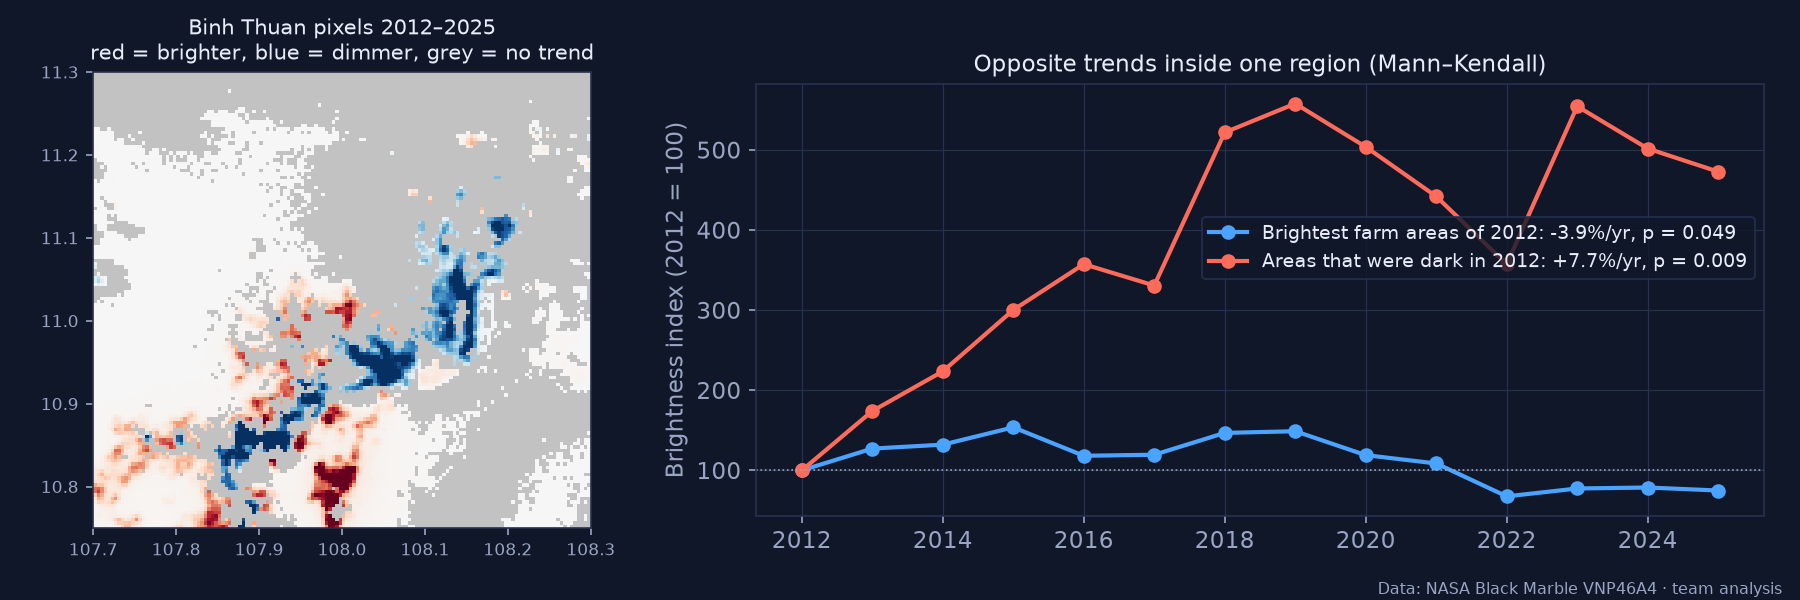 Binh Thuan pixels 2012–2025
red = brighter, blue = dimmer, grey = no trend
11.3
11.2
11.1
11.0
10.9
10.8
107.7 107.8 107.9 108.0 108.1 108.2 108.3
Opposite trends inside one region (Mann–Kendall)
Brightness index (2012 = 100)
500
400
300
200
100
Brightest farm areas of 2012: -3.9%/yr, p = 0.049
Areas that were dark in 2012: +7.7%/yr, p = 0.009
2012 2014 2016 2018 2020 2022 2024
Data: NASA Black Marble VNP46A4 · team analysis